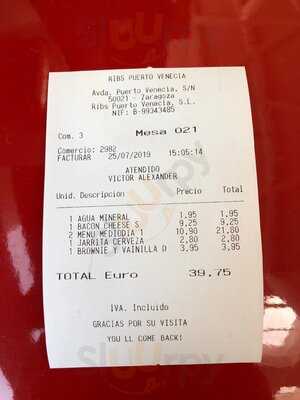 RIBS PUERTO VENECIA
Avda. Puerto Venecia, S/N
50021 - Zaragoza
Ribs Puerto Venecia, S.L.
NIF: B-99343485
Com. 3 Mesa 021
Comercio: 2982
FACTURAR 25/07/2019 15:05:14
ATENDIDO
VICTOR ALEXANDER
Unid. Descripción Precio Total
1 AGUA MINERAL 1,95 1,95
1 BACON CHEESE S 9,25 9,25
2 MENU MEDIODIA 1 10,90 21,80
1 JARRITA CERVEZA 2,80 2,80
1 BROWNIE Y VAINILLA D 3,95 3,95
TOTAL Euro 39,75
IVA. Incluido
GRACIAS POR SU VISITA
YOU LL COME BACK!
sluurpy